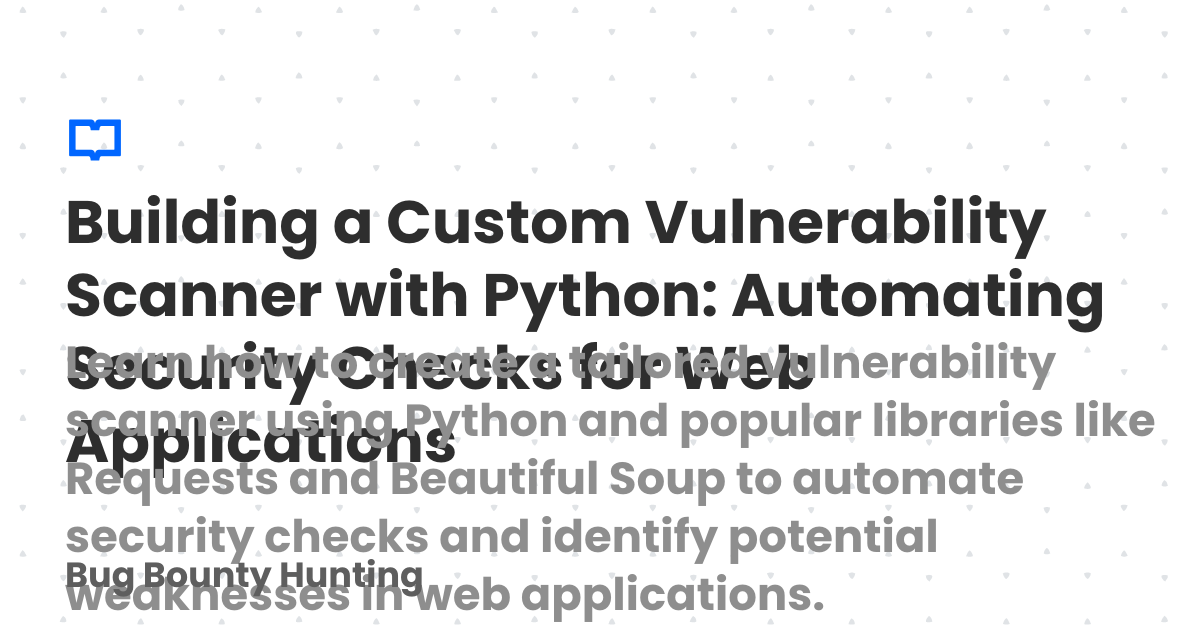 Building a Custom Vulnerability
Scanner with Python: Automating
Security Checks for Web
Applications
Learn how to create a tailored vulnerability
scanner using Python and popular libraries like
Requests and Beautiful Soup to automate
security checks and identify potential
weaknesses in web applications.
Bug Bounty Hunting